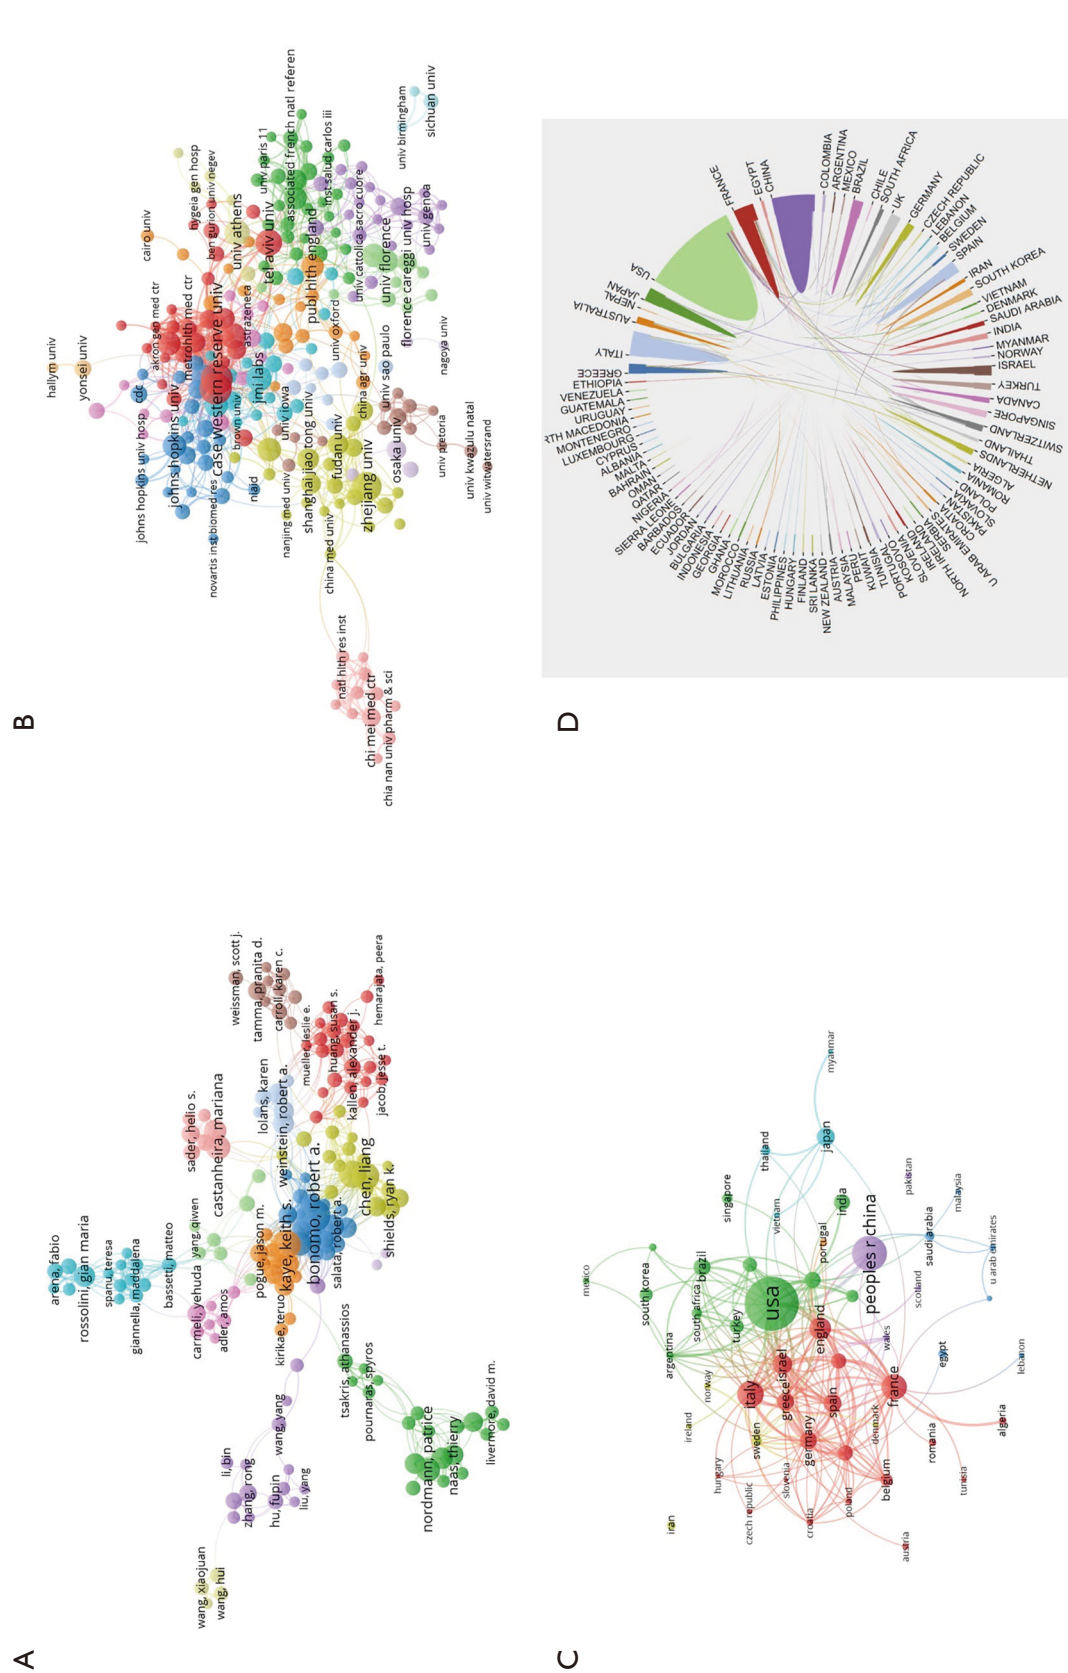 A
arena, fabio
rossolini, gian maria
spanu, teresa
giannella, maddalena
bassetti, matteo
sader, helio s.
castanheira, mariana
yang, qiwen
carmeli, yehuda
adler, amos
weissman, scott j.
tamma, pranita d.
carroll, karen c.
lolans, karen
weinstein, robert a.
mueller, leslie e.
huang, susan s.
kallen, alexander j.
jacob, jesse t.
hemarajata, peera
pogue, jason m.
kaye, keith s.
bonomo, robert a.
salata, robert a.
chen, liang
shields, ryan k.
kirikae, teruo
tsakris, athanassios
pournaras, spyros
wang, yang
li, bin
zhang, rong
hu, fupin
liu, yang
wang, xiaojuan
wang, hui
nordmann, patrice
naas, thierry
livermore, david m.
B
hallym univ
yonsei univ
cairo univ
hygeia gen hosp
ben gurion univ negev
akron gen med ctr
metrohlth med ctr
cdc
johns hopkins univ hosp
johns hopkins univ
case western reserve univ
novartis inst biomed res
brown univ
astrazeneca
jmi labs
niaid
univ athens
tel aviv univ
univ paris 11
associated french natl referen
inst salud carlos iii
publ hlth england
univ oxford
univ cattolica sacro cuore
univ florence
florence careggi univ hosp
univ genoa
nagoya univ
univ birmingham
sichuan univ
univ iowa
nanjing med univ
shanghai jiao tong univ
fudan univ
china agr univ
zhejiang univ
univ sao paulo
osaka univ
china med univ
univ pretoria
univ kwazulu natal
univ witwatersrand
natl hlth res inst
chi mei med ctr
chia nan univ pharm & sci
C
mexico
south korea
brazil
south africa
argentina
turkey
singapore
thailand
vietnam
japan
myanmar
india
portugal
usa
peoples r china
pakistan
malaysia
saudi arabia
u arab emirates
scotland
england
wales
egypt
lebanon
norway
ireland
italy
israel
greece
spain
france
sweden
germany
denmark
hungary
slovenia
czech republic
croatia
poland
belgium
romania
algeria
tunisia
austria
iran
D
GREECE
ITALY
AUSTRALIA
NEPAL
JAPAN
USA
FRANCE
EGYPT
CHINA
COLOMBIA
ARGENTINA
MEXICO
BRAZIL
CHILE
SOUTH AFRICA
UK
GERMANY
CZECH REPUBLIC
LEBANON
BELGIUM
SWEDEN
SPAIN
IRAN
SOUTH KOREA
VIETNAM
DENMARK
SAUDI ARABIA
INDIA
MYANMAR
NORWAY
ISRAEL
TURKEY
CANADA
SINGAPORE
SWITZERLAND
THAILAND
NETHERLANDS
ALGERIA
ROMANIA
POLAND
SLOVAKIA
PAKISTAN
CROATIA
U ARAB EMIRATES
SERBIA
NORTH IRELAND
IRELAND
SLOVENIA
KOSOVO
PORTUGAL
TUNISIA
KUWAIT
PERU
MALAYSIA
AUSTRIA
NEW ZEALAND
SRI LANKA
FINLAND
HUNGARY
PHILIPPINES
ESTONIA
LATVIA
RUSSIA
LITHUANIA
MOROCCO
GHANA
GEORGIA
INDONESIA
BULGARIA
JORDAN
ECUADOR
BARBADOS
SIERRA LEONE
NIGERIA
QATAR
OMAN
BAHRAIN
MALTA
ALBANIA
CYPRUS
LUXEMBOURG
MONTENEGRO
RTH MACEDONIA
URUGUAY
GUATEMALA
VENEZUELA
ETHIOPIA